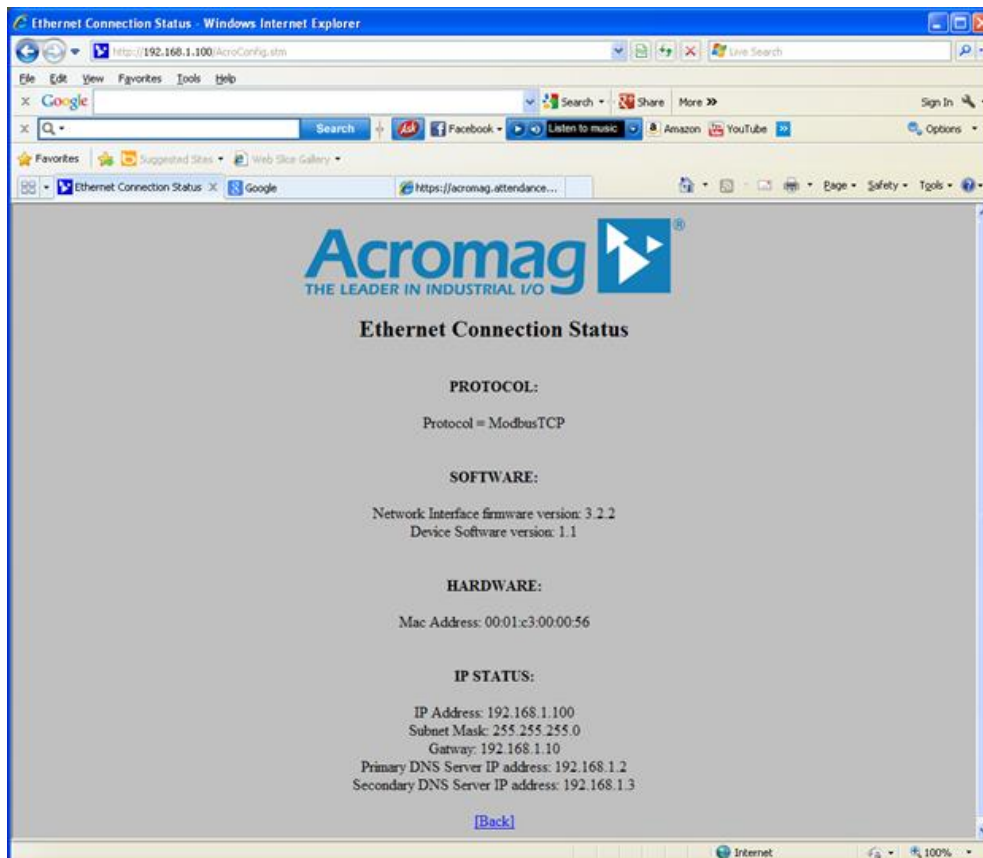 Ethernet Connection Status - Windows Internet Explorer
http://192.168.1.100/AcroConfig.stm
Live Search
File Edit View Favorites Tools Help
Google Search Share More Sign In
Search Ask Facebook Listen to music Amazon YouTube Options
Favorites Suggested Sites Web Slice Gallery
Ethernet Connection Status Google https://acromag.attendance... Page Safety Tools
Acromag ®
THE LEADER IN INDUSTRIAL I/O
Ethernet Connection Status
PROTOCOL:
Protocol = ModbusTCP
SOFTWARE:
Network Interface firmware version: 3.2.2
Device Software version: 1.1
HARDWARE:
Mac Address: 00:01:c3:00:00:56
IP STATUS:
IP Address: 192.168.1.100
Subnet Mask: 255.255.255.0
Gatway: 192.168.1.10
Primary DNS Server IP address: 192.168.1.2
Secondary DNS Server IP address: 192.168.1.3
[Back]
Internet 100%